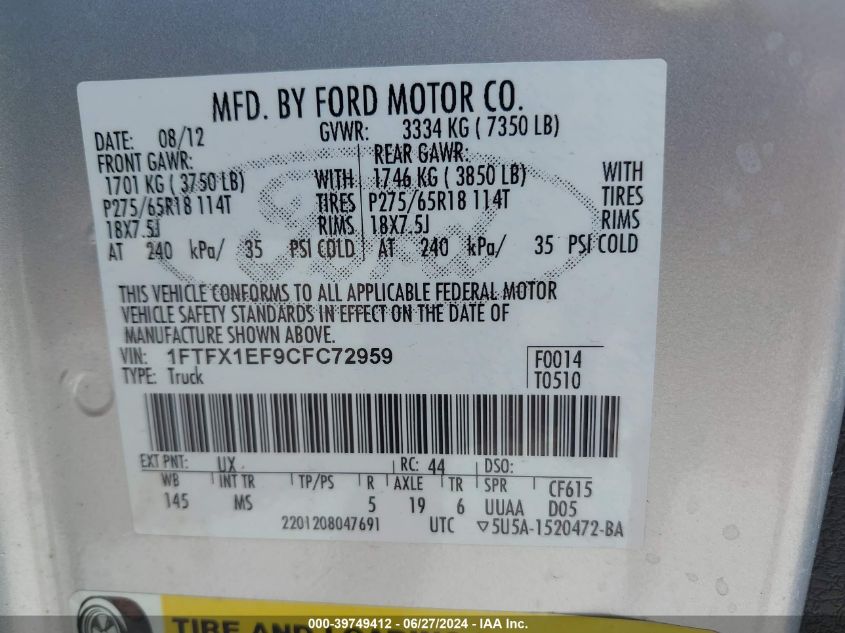 MFD. BY FORD MOTOR CO.
DATE: 08/12 GVWR: 3334 KG ( 7350 LB)
FRONT GAWR: REAR GAWR:
1701 KG ( 3750 LB) WITH 1746 KG ( 3850 LB) WITH
P275/65R18 114T TIRES P275/65R18 114T TIRES
18X7.5J RIMS 18X7.5J RIMS
AT 240 kPa/ 35 PSI COLD AT 240 kPa/ 35 PSI COLD
Ford
THIS VEHICLE CONFORMS TO ALL APPLICABLE FEDERAL MOTOR
VEHICLE SAFETY STANDARDS IN EFFECT ON THE DATE OF
MANUFACTURE SHOWN ABOVE.
VIN: 1FTFX1EF9CFC72959 F0014
TYPE: Truck T0510
EXT PNT: UX RC: 44 DSO:
WB INT TR TP/PS R AXLE TR SPR CF615
145 MS 5 19 6 UUAA D05
2201208047691 UTC ▽5U5A-1520472-BA
TIRE AND LOADING
000-39749412 - 06/27/2024 - IAA Inc.